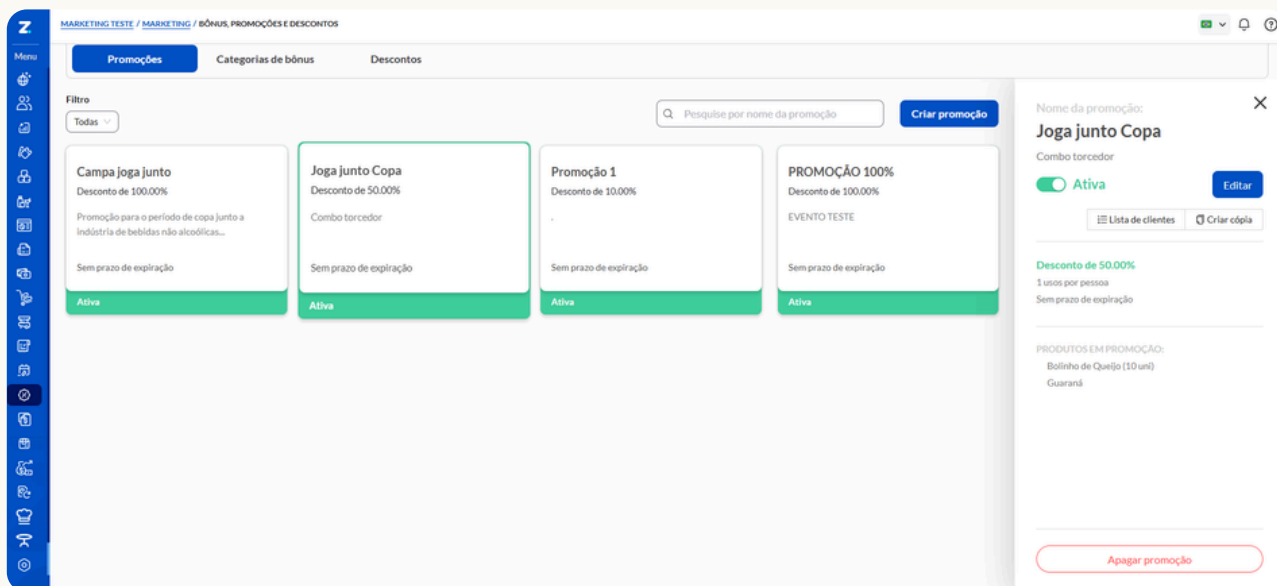 Z
MARKETING TESTE / MARKETING / BÔNUS, PROMOÇÕES E DESCONTOS
Menu
Promoções
Categorias de bônus
Descontos
Filtro
Todas
Pesquise por nome da promoção
Criar promoção
Campa joga junto
Desconto de 100.00%
Promoção para o período de copa junto a
indústria de bebidas não alcoólicas...
Sem prazo de expiração
Ativa
Joga junto Copa
Desconto de 50.00%
Combo torcedor
Sem prazo de expiração
Ativa
Promoção 1
Desconto de 10.00%
.
Sem prazo de expiração
Ativa
PROMOÇÃO 100%
Desconto de 100.00%
EVENTO TESTE
Sem prazo de expiração
Ativa
Nome da promoção:
Joga junto Copa
Combo torcedor
Ativa
Editar
Lista de clientes
Criar cópia
Desconto de 50.00%
1 usos por pessoa
Sem prazo de expiração
PRODUTOS EM PROMOÇÃO:
Bolinho de Queijo (10 uni)
Guaraná
Apagar promoção